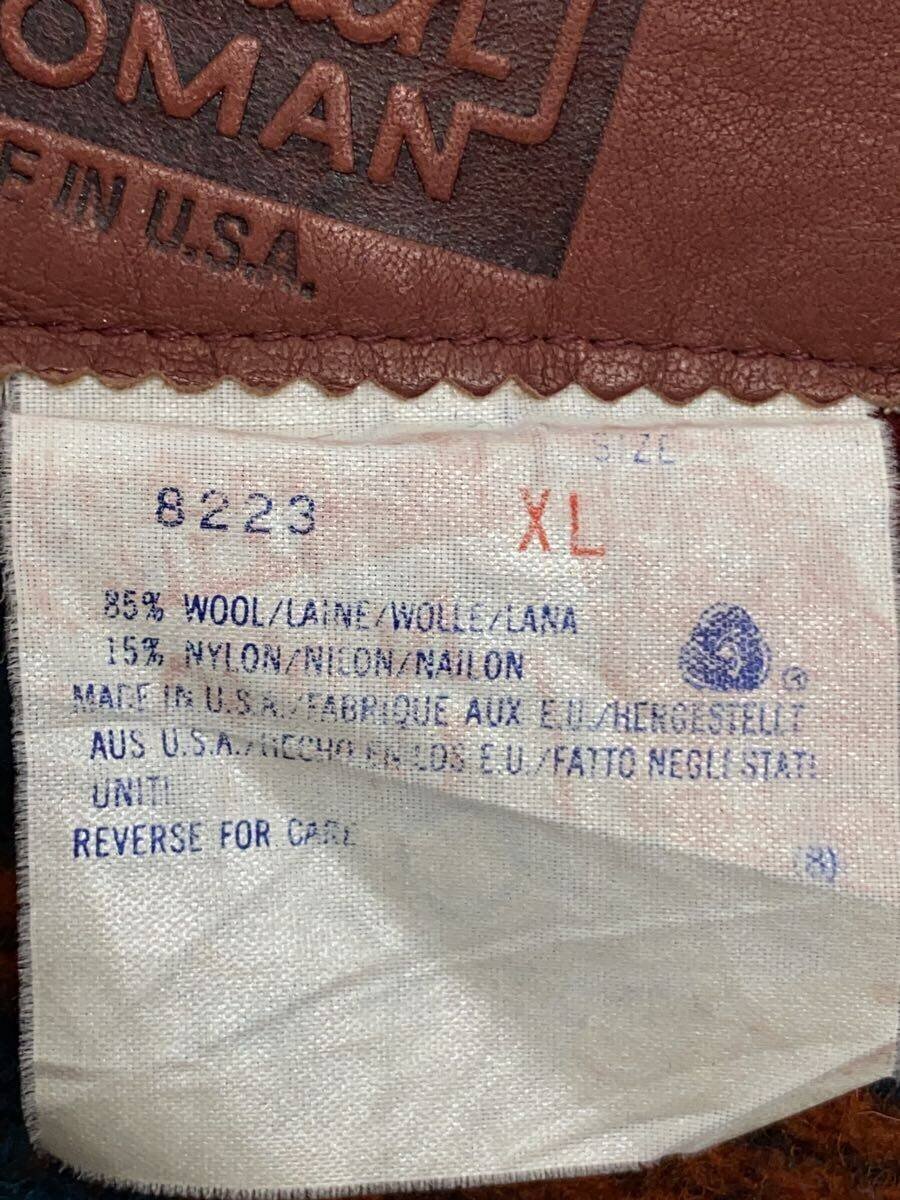 OMAN
IN U.S.A.
SIZE
8223 XL
85% WOOL/LAINE/WOLLE/LANA
15% NYLON/NILON/NAILON
MADE IN U.S.A./FABRIQUE AUX E.U./HERGESTELLT
AUS U.S.A./HECHO EN LOS E.U./FATTO NEGLI STATI
UNITI
REVERSE FOR CARE
(8)